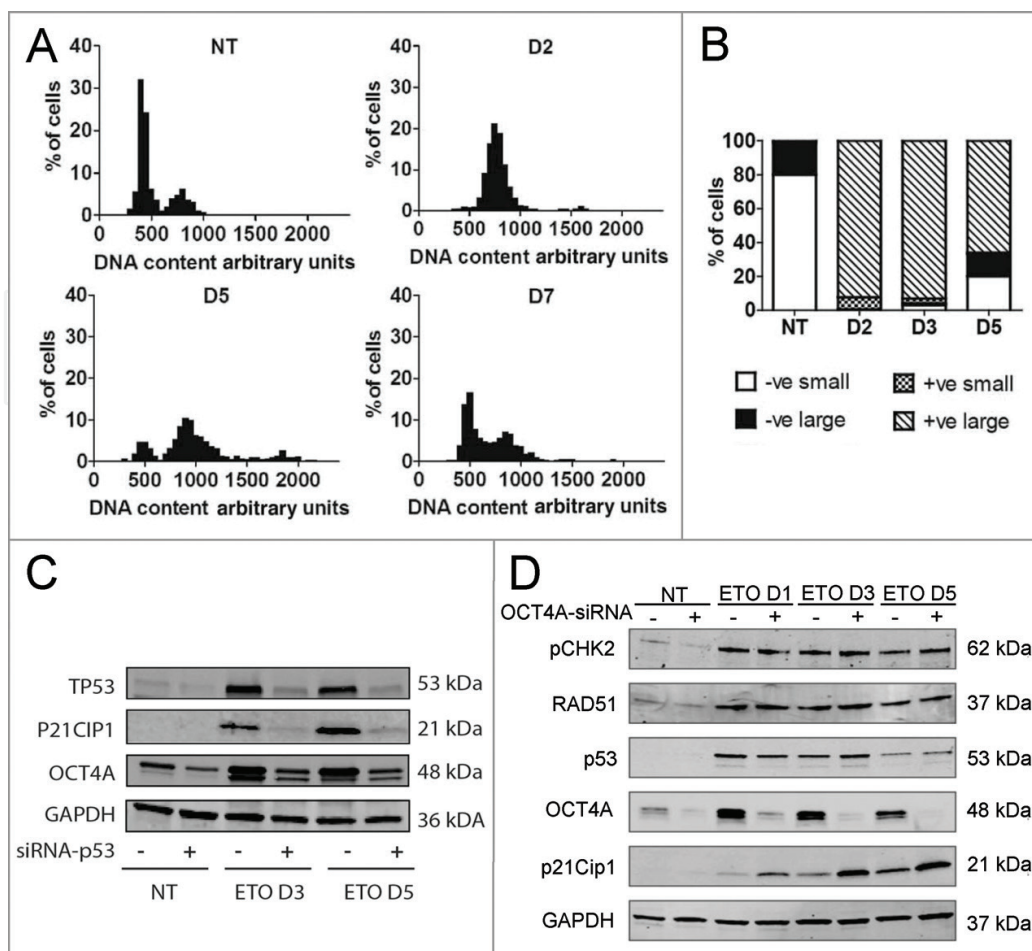 A
NT
% of cells
40
30
20
10
0
0 500 1000 1500 2000
DNA content arbitrary units
D2
% of cells
40
30
20
10
0
0 500 1000 1500 2000
DNA content arbitrary units
D5
% of cells
40
30
20
10
0
0 500 1000 1500 2000
DNA content arbitrary units
D7
% of cells
40
30
20
10
0
0 500 1000 1500 2000
DNA content arbitrary units
B
% of cells
100
80
60
40
20
0
NT D2 D3 D5
-ve small +ve small
-ve large +ve large
C
TP53 53 kDa
P21CIP1 21 kDa
OCT4A 48 kDa
GAPDH 36 kDA
siRNA-p53 - + - + - +
NT ETO D3 ETO D5
D
NT ETO D1 ETO D3 ETO D5
OCT4A-siRNA - + - + - + - +
pCHK2 62 kDa
RAD51 37 kDa
p53 53 kDa
OCT4A 48 kDa
p21Cip1 21 kDa
GAPDH 37 kDa